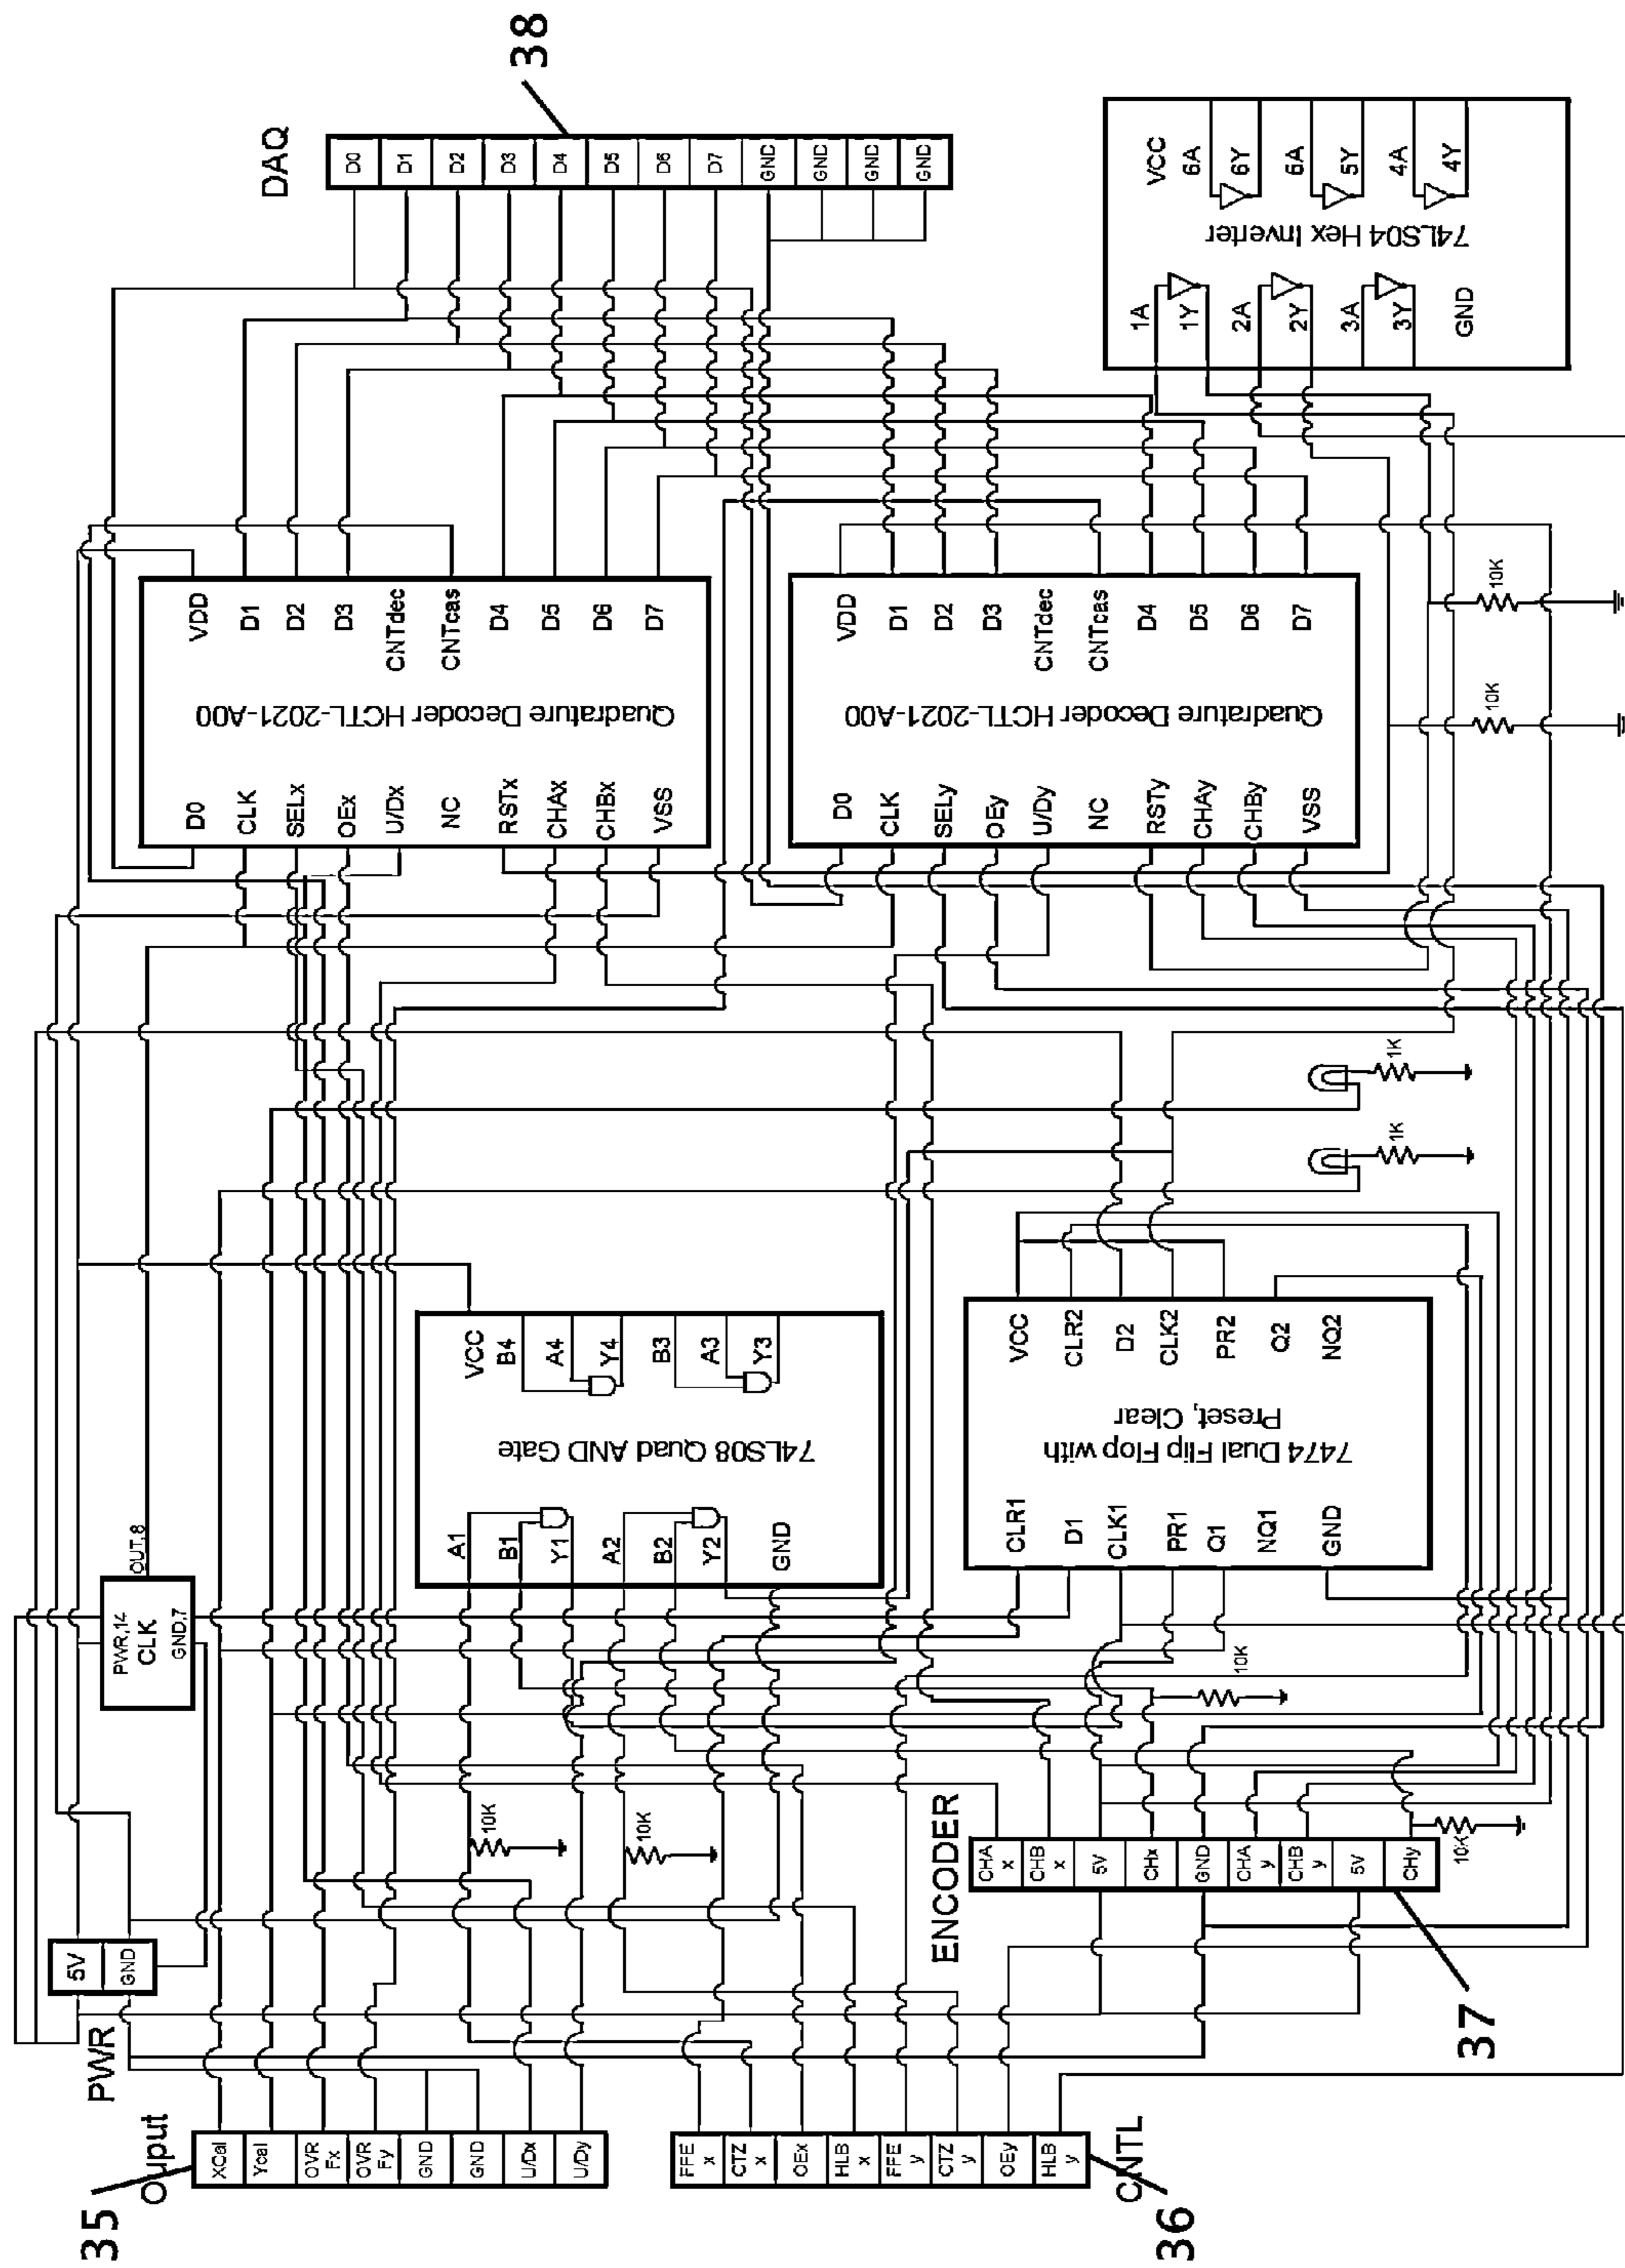 38
DAQ
D0
D1
D2
D3
D4
D5
D6
D7
GND
GND
GND
GND
74LS04 Hex Inverter
1A
1Y
2A
2Y
3A
3Y
GND
VCC
6A
6Y
6A
5Y
4A
4Y
Quadrature Decoder HCTL-2021-A00
D0
CLK
SELx
OEx
U/Dx
NC
RSTx
CHAx
CHBx
VSS
VDD
D1
D2
D3
CNTdec
CNTcas
D4
D5
D6
D7
Quadrature Decoder HCTL-2021-A00
D0
CLK
SELy
OEy
U/Dy
NC
RSTy
CHAy
CHBy
VSS
VDD
D1
D2
D3
CNTdec
CNTcas
D4
D5
D6
D7
10K
10K
1K
1K
OUT,8
PWR,14
CLK
GND,7
74LS08 Quad AND Gate
A1
B1
Y1
A2
B2
Y2
GND
VCC
B4
A4
Y4
B3
A3
Y3
7474 Dual Flip Flop with
Preset, Clear
CLR1
D1
CLK1
PR1
Q1
NQ1
GND
VCC
CLR2
D2
CLK2
PR2
Q2
NQ2
10K
10K
10K
10K
PWR
5V
GND
ENCODER
CHA
x
CHB
x
5V
CHx
GND
CHA
y
CHB
y
5V
CHy
37
Ouput
XCal
Ycal
OVR
Fx
OVR
Fy
GND
GND
U/Dx
U/Dy
35
CNTL
FFE
x
CTZ
x
OEx
HLB
x
FFE
y
CTZ
y
OEy
HLB
y
36